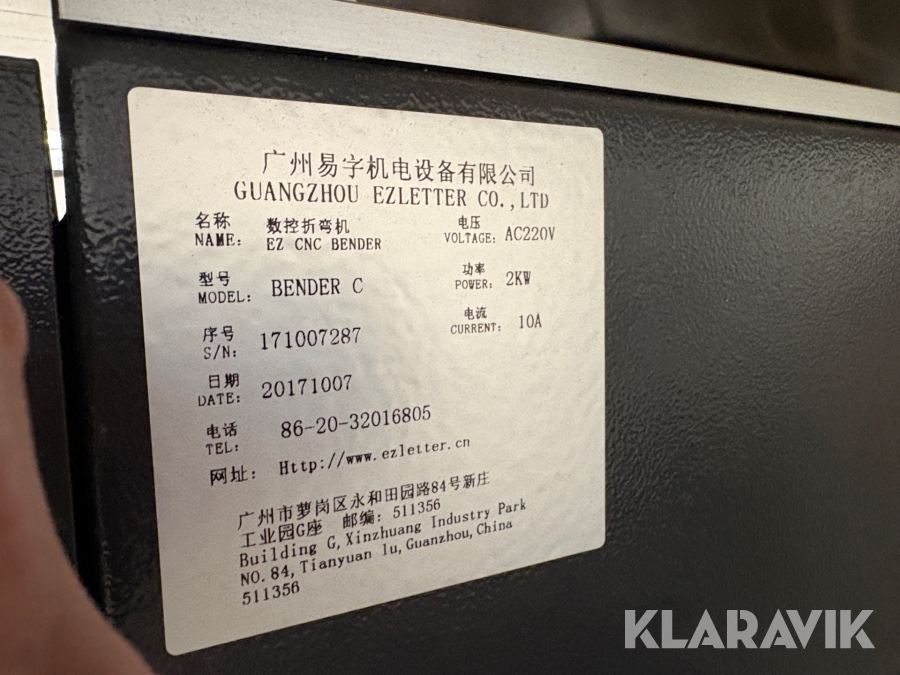 广州易字机电设备有限公司
GUANGZHOU EZLETTER CO.,LTD
名称 数控折弯机
NAME: EZ CNC BENDER
电压
VOLTAGE: AC220V
型号
MODEL: BENDER C
功率
POWER: 2KW
序号
S/N: 171007287
电流
CURRENT: 10A
日期
DATE: 20171007
电话
TEL: 86-20-32016805
网址: Http://www.ezletter.cn
广州市萝岗区永和田园路84号新庄
工业园G座 邮编: 511356
Building G,Xinzhuang Industry Park
NO.84,Tianyuan lu,Guanzhou,China
511356
KLARAVIK